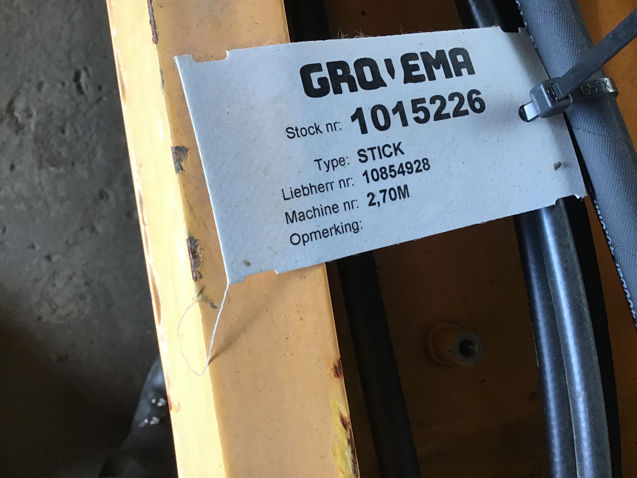 GROVEMA
Stock nr: 1015226
Type: STICK
Liebherr nr: 10854928
Machine nr: 2,70M
Opmerking: